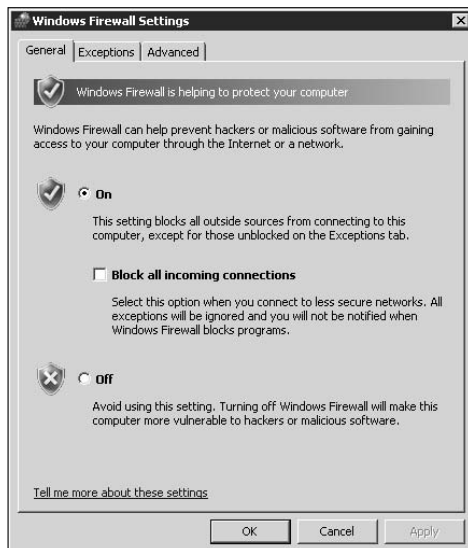 Windows Firewall Settings
General
Exceptions
Advanced
Windows Firewall is helping to protect your computer
Windows Firewall can help prevent hackers or malicious software from gaining
access to your computer through the Internet or a network.
On
This setting blocks all outside sources from connecting to this
computer, except for those unblocked on the Exceptions tab.
Block all incoming connections
Select this option when you connect to less secure networks. All
exceptions will be ignored and you will not be notified when
Windows Firewall blocks programs.
Off
Avoid using this setting. Turning off Windows Firewall will make this
computer more vulnerable to hackers or malicious software.
Tell me more about these settings
OK
Cancel
Apply